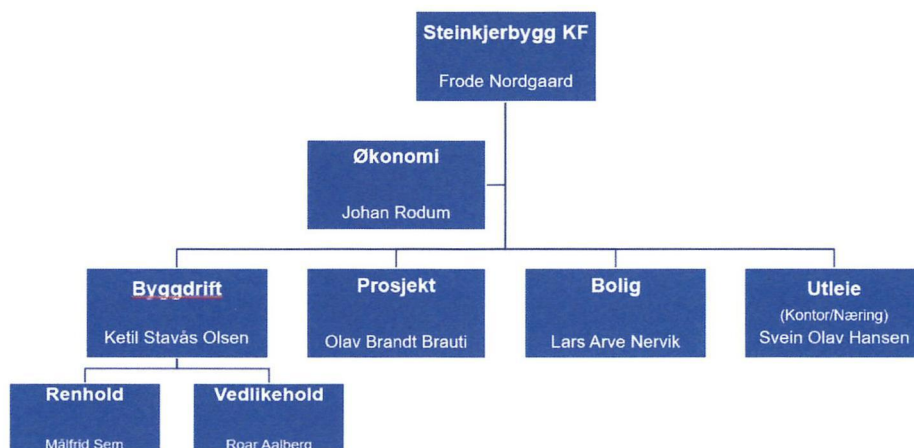 Steinkjerbygg KF
Frode Nordgaard
Økonomi
Johan Rodum
Byggdrift
Ketil Stavås Olsen
Prosjekt
Olav Brandt Brauti
Bolig
Lars Arve Nervik
Utleie
(Kontor/Næring)
Svein Olav Hansen
Renhold
Målfrid Sem
Vedlikehold
Roar Aalberg